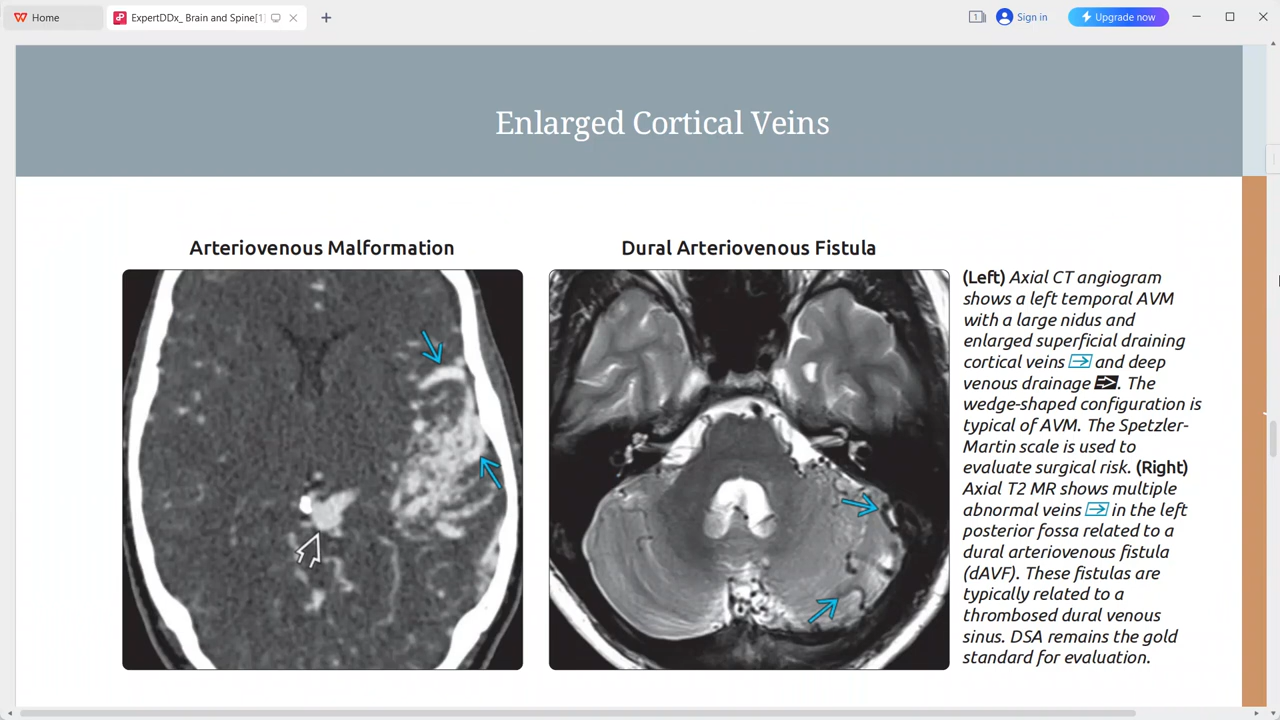 Home
ExpertDDx_ Brain and Spine[1]
1
Sign in
Upgrade now
Enlarged Cortical Veins
Arteriovenous Malformation
Dural Arteriovenous Fistula
(Left) Axial CT angiogram
shows a left temporal AVM
with a large nidus and
enlarged superficial draining
cortical veins and deep
venous drainage . The
wedge-shaped configuration is
typical of AVM. The Spetzler-
Martin scale is used to
evaluate surgical risk. (Right)
Axial T2 MR shows multiple
abnormal veins in the left
posterior fossa related to a
dural arteriovenous fistula
(dAVF). These fistulas are
typically related to a
thrombosed dural venous
sinus. DSA remains the gold
standard for evaluation.